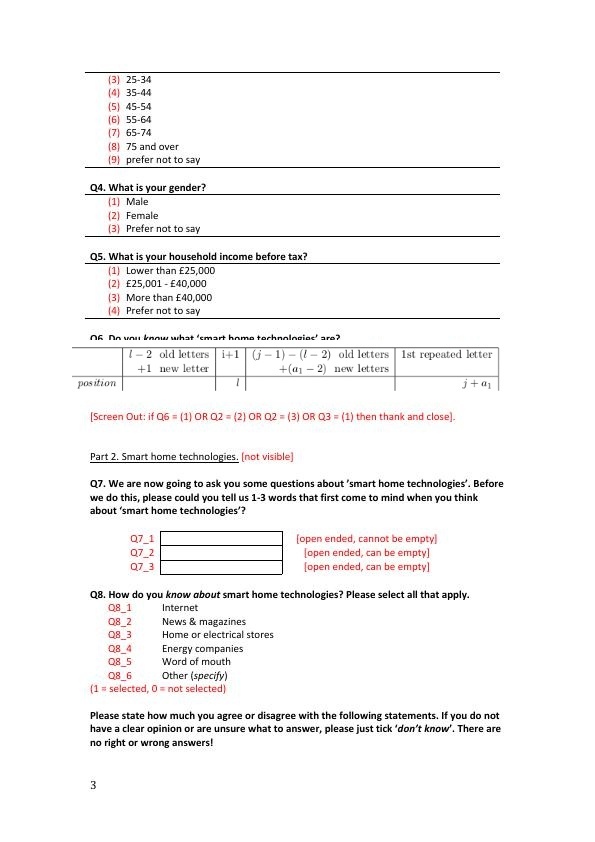 (3) 25-34
(4) 35-44
(5) 45-54
(6) 55-64
(7) 65-74
(8) 75 and over
(9) prefer not to say
Q4. What is your gender?
(1) Male
(2) Female
(3) Prefer not to say
Q5. What is your household income before tax?
(1) Lower than £25,000
(2) £25,001 - £40,000
(3) More than £40,000
(4) Prefer not to say
Q6. Do you know what ‘smart home technologies’ are?
l − 2 old letters i+1 (j − 1) − (l − 2) old letters 1st repeated letter
+1 new letter +(a₁ − 2) new letters
position l j + a₁
[Screen Out: if Q6 = (1) OR Q2 = (2) OR Q2 = (3) OR Q3 = (1) then thank and close].
Part 2. Smart home technologies. [not visible]
Q7. We are now going to ask you some questions about ’smart home technologies’. Before
we do this, please could you tell us 1-3 words that first come to mind when you think
about ‘smart home technologies’?
Q7_1 [open ended, cannot be empty]
Q7_2 [open ended, can be empty]
Q7_3 [open ended, can be empty]
Q8. How do you know about smart home technologies? Please select all that apply.
Q8_1 Internet
Q8_2 News & magazines
Q8_3 Home or electrical stores
Q8_4 Energy companies
Q8_5 Word of mouth
Q8_6 Other (specify)
(1 = selected, 0 = not selected)
Please state how much you agree or disagree with the following statements. If you do not
have a clear opinion or are unsure what to answer, please just tick ‘don’t know’. There are
no right or wrong answers!
3